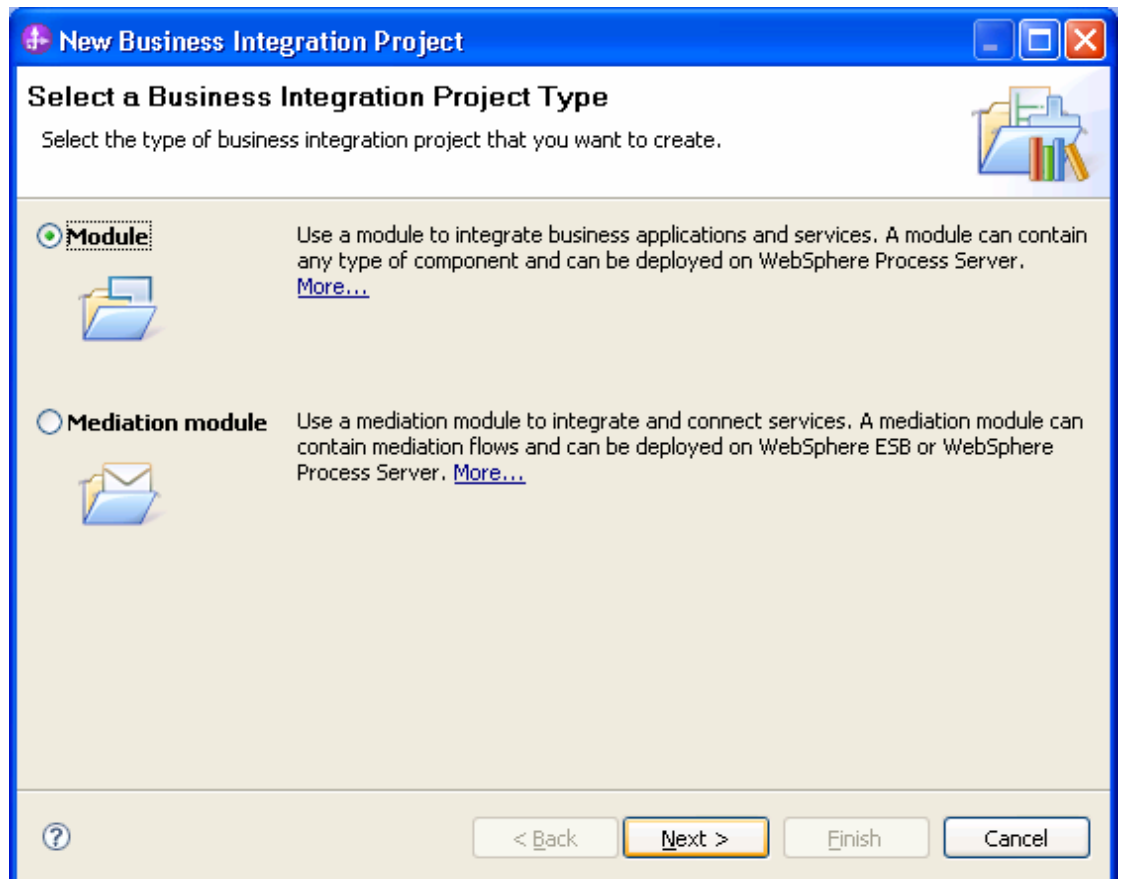 New Business Integration Project
Select a Business Integration Project Type
Select the type of business integration project that you want to create.
Module
Use a module to integrate business applications and services. A module can contain
any type of component and can be deployed on WebSphere Process Server.
More...
Mediation module
Use a mediation module to integrate and connect services. A mediation module can
contain mediation flows and can be deployed on WebSphere ESB or WebSphere
Process Server. More...
? < Back Next > Finish Cancel